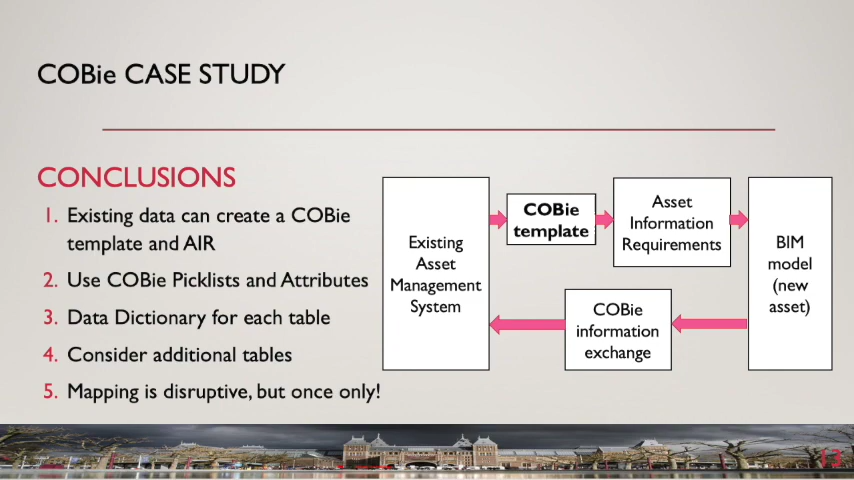 COBie CASE STUDY
CONCLUSIONS
1. Existing data can create a COBie
template and AIR
2. Use COBie Picklists and Attributes
3. Data Dictionary for each table
4. Consider additional tables
5. Mapping is disruptive, but once only!
Existing
Asset
Management
System
COBie
template
Asset
Information
Requirements
BIM
model
(new
asset)
COBie
information
exchange
13